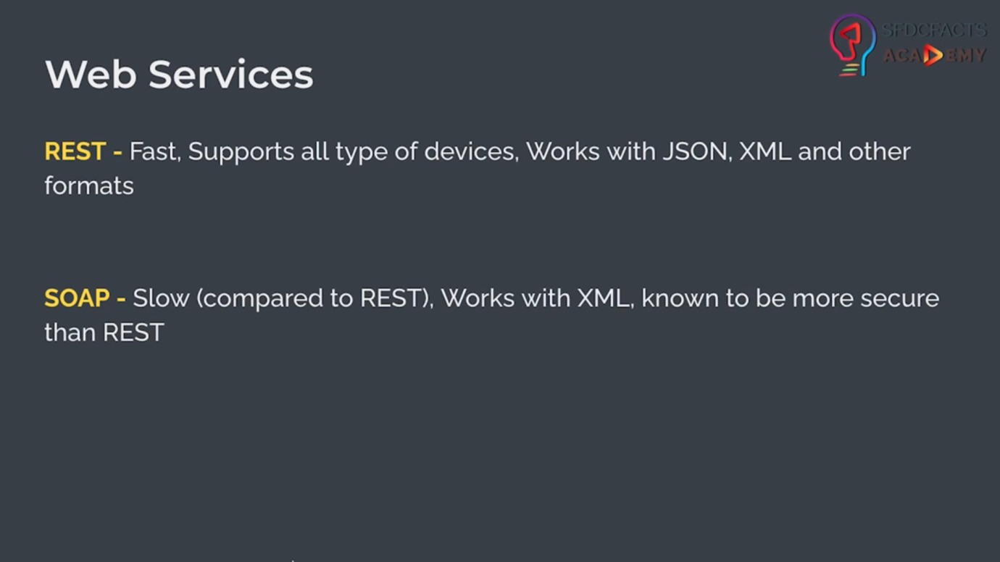 SFDCFACTS
ACADEMY
Web Services
REST - Fast, Supports all type of devices, Works with JSON, XML and other
formats
SOAP - Slow (compared to REST), Works with XML, known to be more secure
than REST